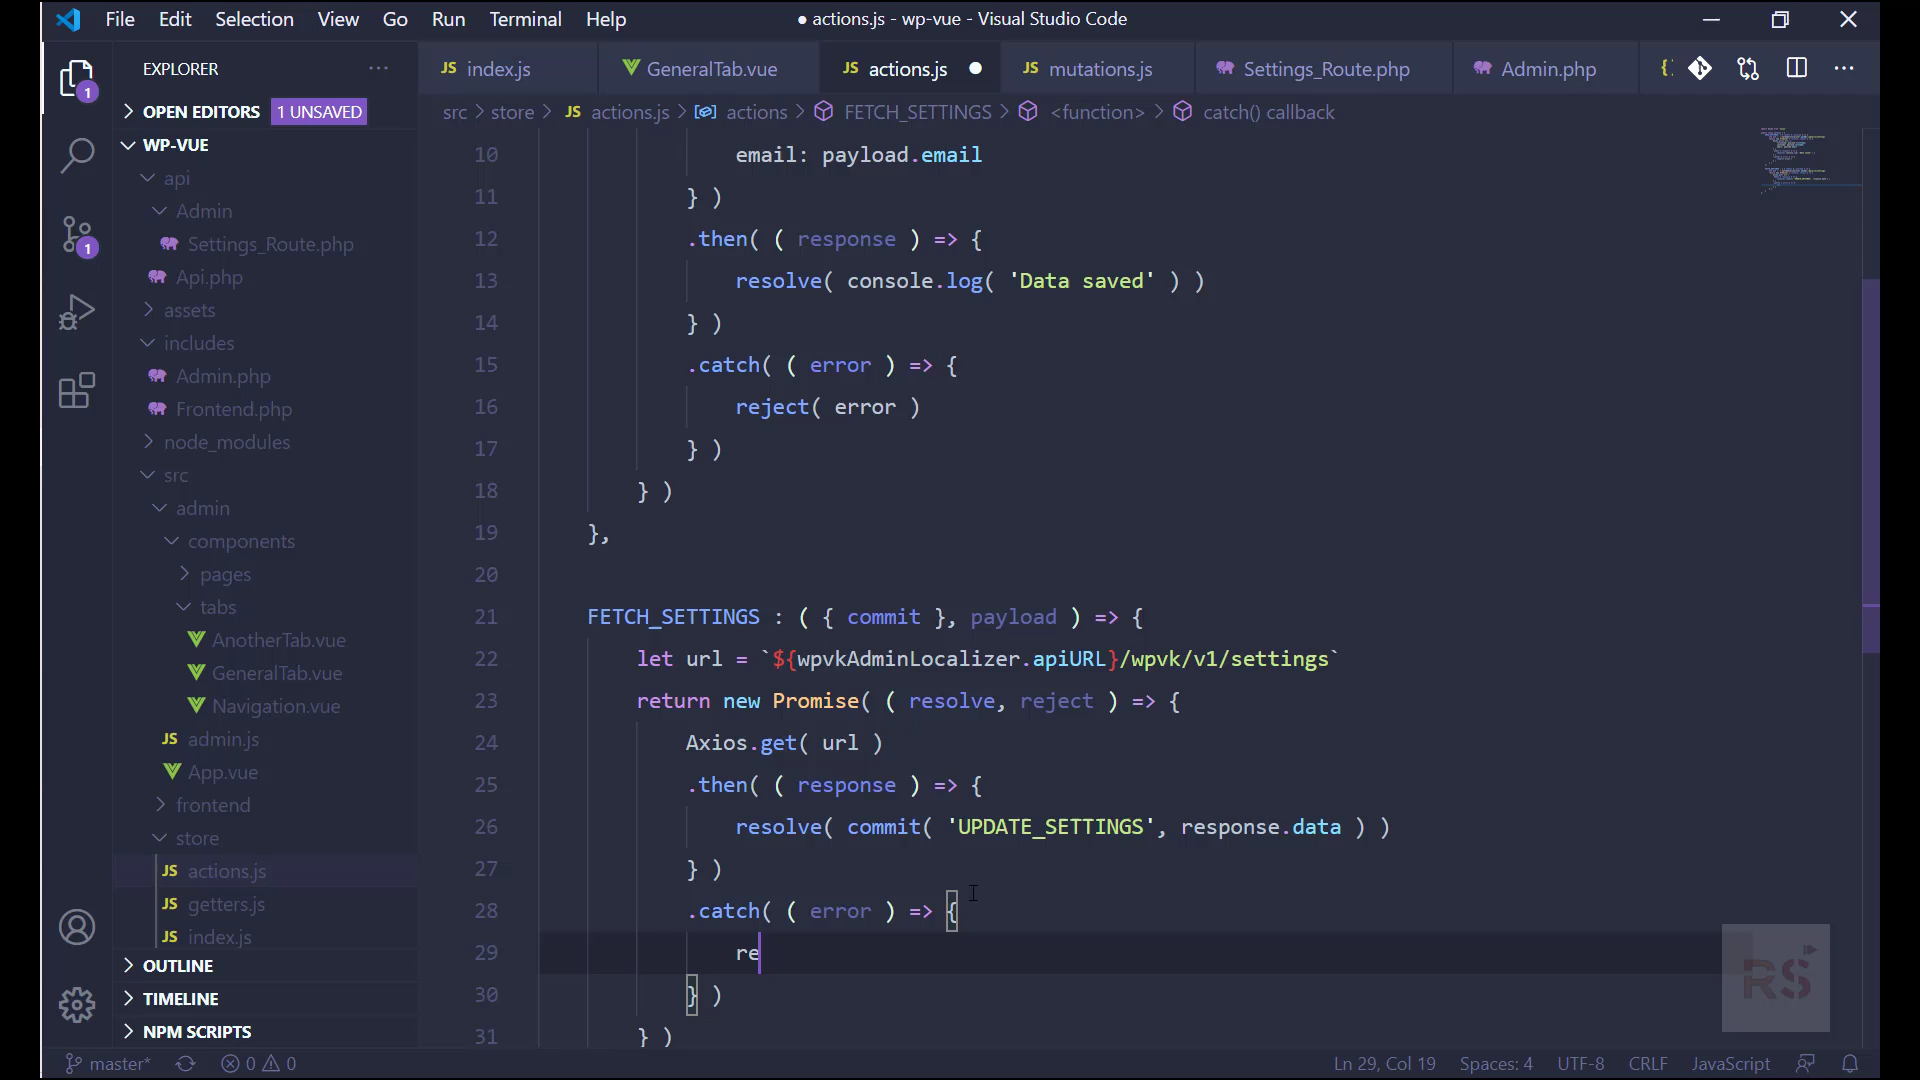 File Edit Selection View Go Run Terminal Help
● actions.js - wp-vue - Visual Studio Code
EXPLORER
OPEN EDITORS 1 UNSAVED
WP-VUE
api
Admin
Settings_Route.php
Api.php
assets
includes
Admin.php
Frontend.php
node_modules
src
admin
components
pages
tabs
AnotherTab.vue
GeneralTab.vue
Navigation.vue
admin.js
App.vue
frontend
store
actions.js
getters.js
index.js
OUTLINE
TIMELINE
NPM SCRIPTS
1
1
JS index.js
GeneralTab.vue
JS actions.js
JS mutations.js
Settings_Route.php
Admin.php
src > store > JS actions.js > actions > FETCH_SETTINGS > <function> > catch() callback
10 email: payload.email
11 } )
12 .then( ( response ) => {
13 resolve( console.log( 'Data saved' ) )
14 } )
15 .catch( ( error ) => {
16 reject( error )
17 } )
18 } )
19 },
20
21 FETCH_SETTINGS : ( { commit }, payload ) => {
22 let url = `${wpvkAdminLocalizer.apiURL}/wpvk/v1/settings`
23 return new Promise( ( resolve, reject ) => {
24 Axios.get( url )
25 .then( ( response ) => {
26 resolve( commit( 'UPDATE_SETTINGS', response.data ) )
27 } )
28 .catch( ( error ) => {
29 re
30 } )
31 } )
RS
master* 0 0
Ln 29, Col 19 Spaces: 4 UTF-8 CRLF JavaScript